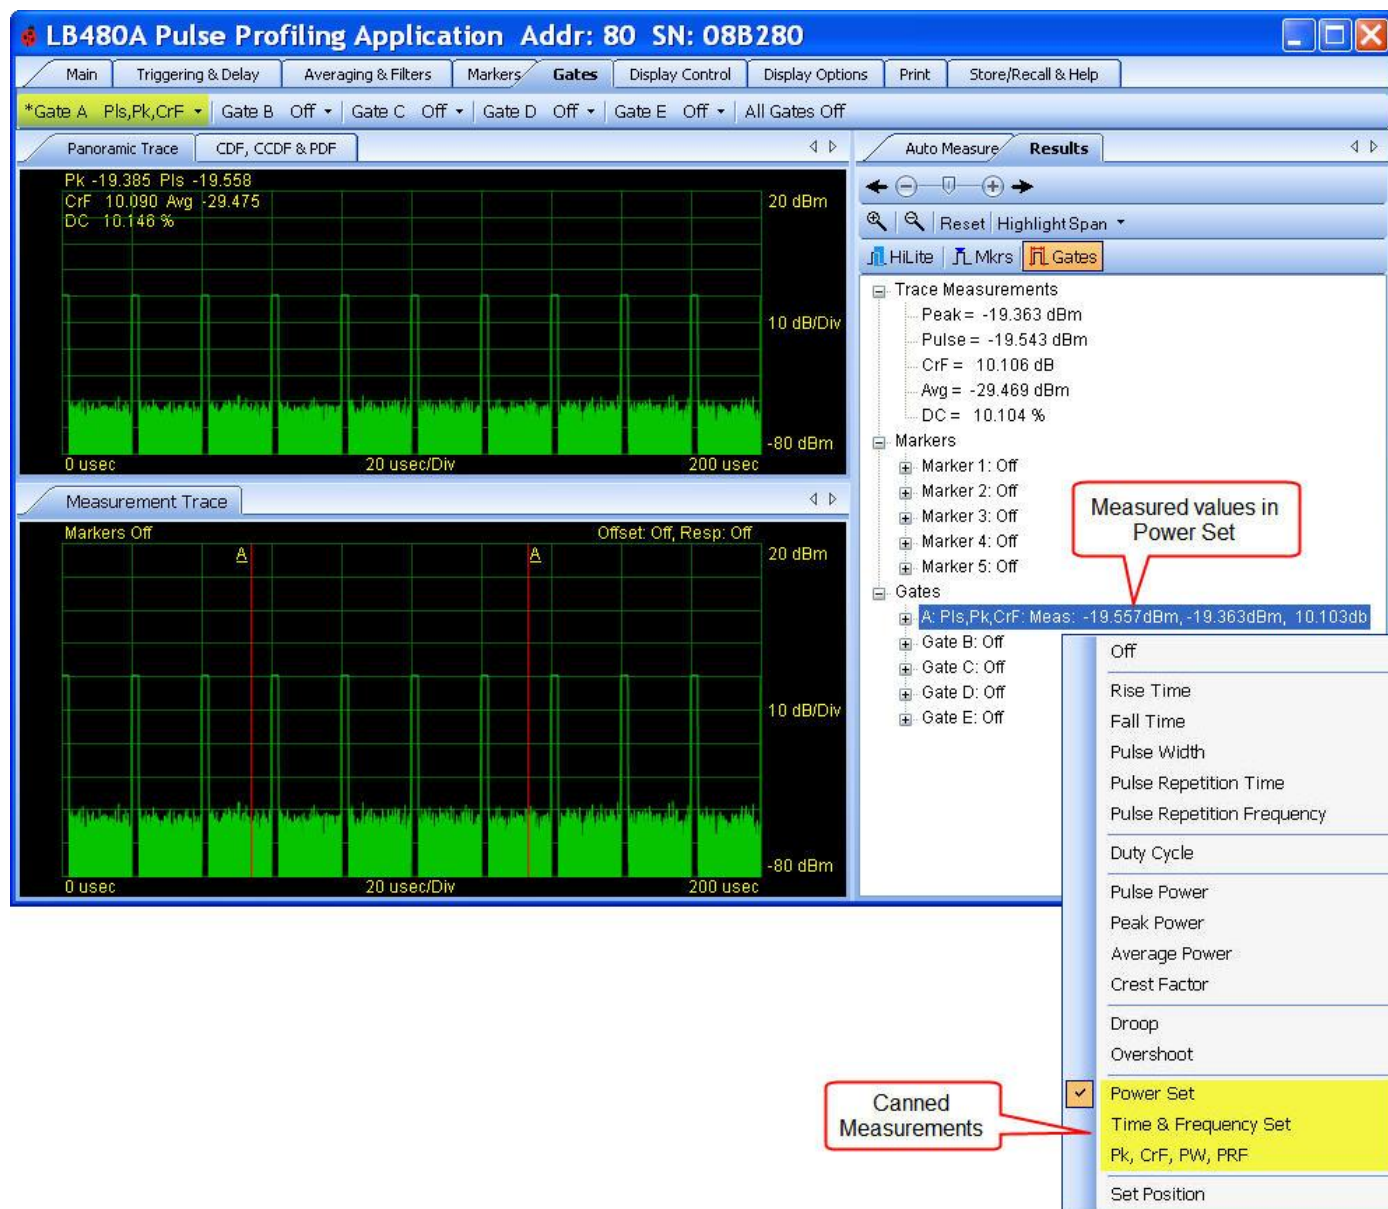 LB480A Pulse Profiling Application Addr: 80 SN: 08B280
Main Triggering & Delay Averaging & Filters Markers Gates Display Control Display Options Print Store/Recall & Help
*Gate A Pls,Pk,CrF Gate B Off Gate C Off Gate D Off Gate E Off All Gates Off
Panoramic Trace CDF, CCDF & PDF
Pk -19.385 Pls -19.558
CrF 10.090 Avg -29.475
DC 10.146 %
20 dBm
10 dB/Div
-80 dBm
0 usec 20 usec/Div 200 usec
Measurement Trace
Markers Off Offset: Off, Resp: Off
A A
20 dBm
10 dB/Div
-80 dBm
0 usec 20 usec/Div 200 usec
Auto Measure Results
Reset Highlight Span
HiLite Mkrs Gates
Trace Measurements
Peak = -19.363 dBm
Pulse = -19.543 dBm
CrF = 10.106 dB
Avg = -29.469 dBm
DC = 10.104 %
Markers
Marker 1: Off
Marker 2: Off
Marker 3: Off
Marker 4: Off
Marker 5: Off
Measured values in
Power Set
Gates
A: Pls,Pk,CrF: Meas: -19.557dBm, -19.363dBm, 10.103db
Gate B: Off
Gate C: Off
Gate D: Off
Gate E: Off
Off
Rise Time
Fall Time
Pulse Width
Pulse Repetition Time
Pulse Repetition Frequency
Duty Cycle
Pulse Power
Peak Power
Average Power
Crest Factor
Droop
Overshoot
Power Set
Time & Frequency Set
Pk, CrF, PW, PRF
Set Position
Canned
Measurements